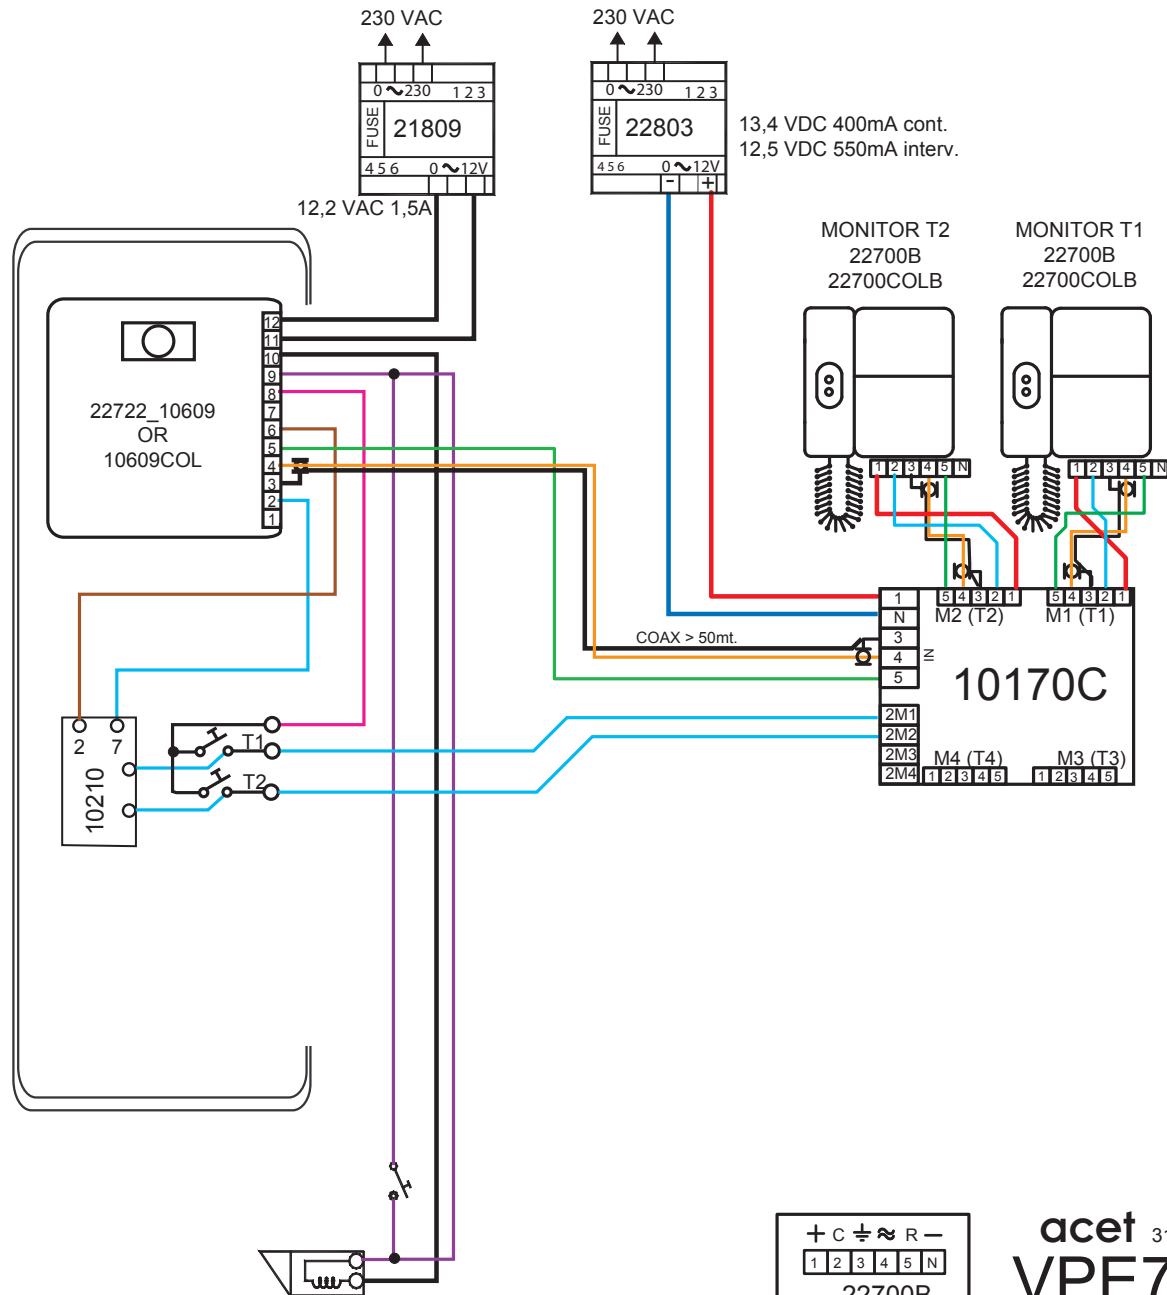 230 VAC
230 VAC
0 ~ 230 1 2 3
FUSE
21809
4 5 6 0 ~ 12V
12,2 VAC 1,5A
0 ~ 230 1 2 3
FUSE
22803
4 5 6 0 ~ 12V
- +
13,4 VDC 400mA cont.
12,5 VDC 550mA interv.
MONITOR T2
22700B
22700COLB
MONITOR T1
22700B
22700COLB
22722_10609
OR
10609COL
12
11
10
9
8
7
6
5
4
3
2
1
1 2 3 4 5 N
1 2 3 4 5 N
5 4 3 2 1
M2 (T2)
5 4 3 2 1
M1 (T1)
1
N
3
4
5
IN
COAX > 50mt.
10170C
2M1
2M2
2M3
2M4
M4 (T4)
1 2 3 4 5
M3 (T3)
1 2 3 4 5
2 7
10210
T1
T2
+ C ⏚ ≈ R −
1 2 3 4 5 N
22700B
acet 31
VPE7